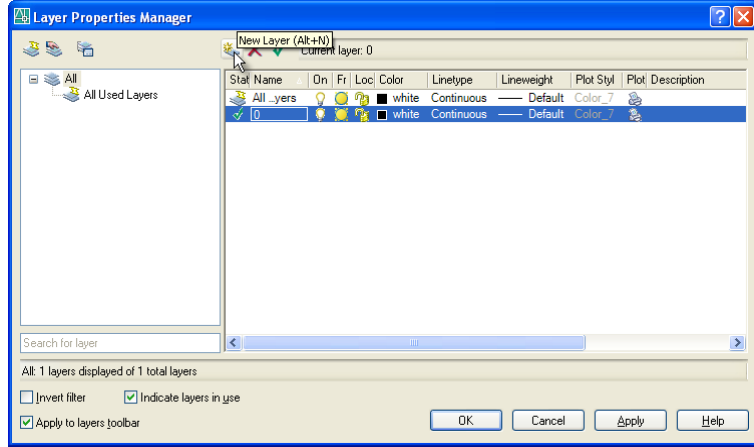 Layer Properties Manager
New Layer (Alt+N)
Current layer: 0
All
All Used Layers
Stat Name On Fr Loc Color Linetype Lineweight Plot Styl Plot Description
All ...yers white Continuous Default Color_7
0 white Continuous Default Color_7
Search for layer
All: 1 layers displayed of 1 total layers
Invert filter Indicate layers in use
Apply to layers toolbar
OK Cancel Apply Help